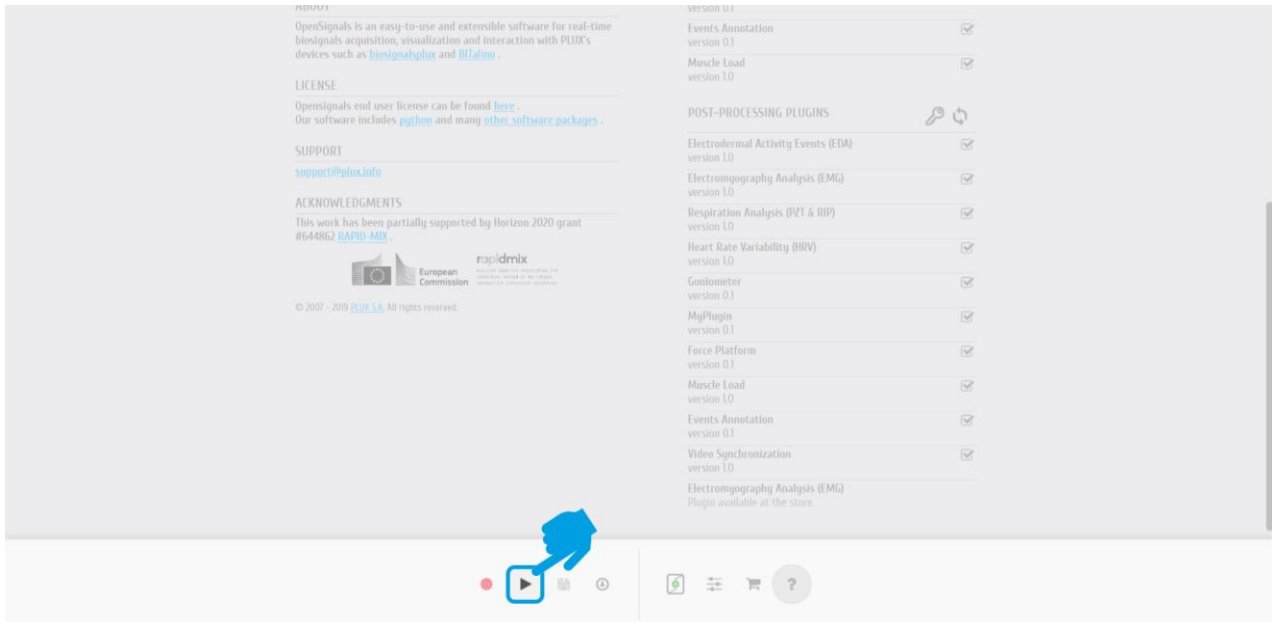 ABOUT
OpenSignals is an easy-to-use and extensible software for real-time
biosignals acquisition, visualization and interaction with PLUX's
devices such as biosignalsplux and BITalino .
LICENSE
Opensignals end user license can be found here .
Our software includes python and many other software packages .
SUPPORT
support@plux.info
ACKNOWLEDGMENTS
This work has been partially supported by Horizon 2020 grant
#644862 RAPID-MIX .
European
Commission
rapidmix
© 2007 - 2019 PLUX S.A. All rights reserved.
version 0.1
Events Annotation
version 0.1
Muscle Load
version 1.0
POST-PROCESSING PLUGINS
Electrodermal Activity Events (EDA)
version 1.0
Electromyography Analysis (EMG)
version 1.0
Respiration Analysis (PZT & RIP)
version 1.0
Heart Rate Variability (HRV)
version 1.0
Goniometer
version 0.1
MyPlugin
version 0.1
Force Platform
version 0.1
Muscle Load
version 1.0
Events Annotation
version 0.1
Video Synchronization
version 1.0
Electromyography Analysis (EMG)
Plugin available at the store.
?